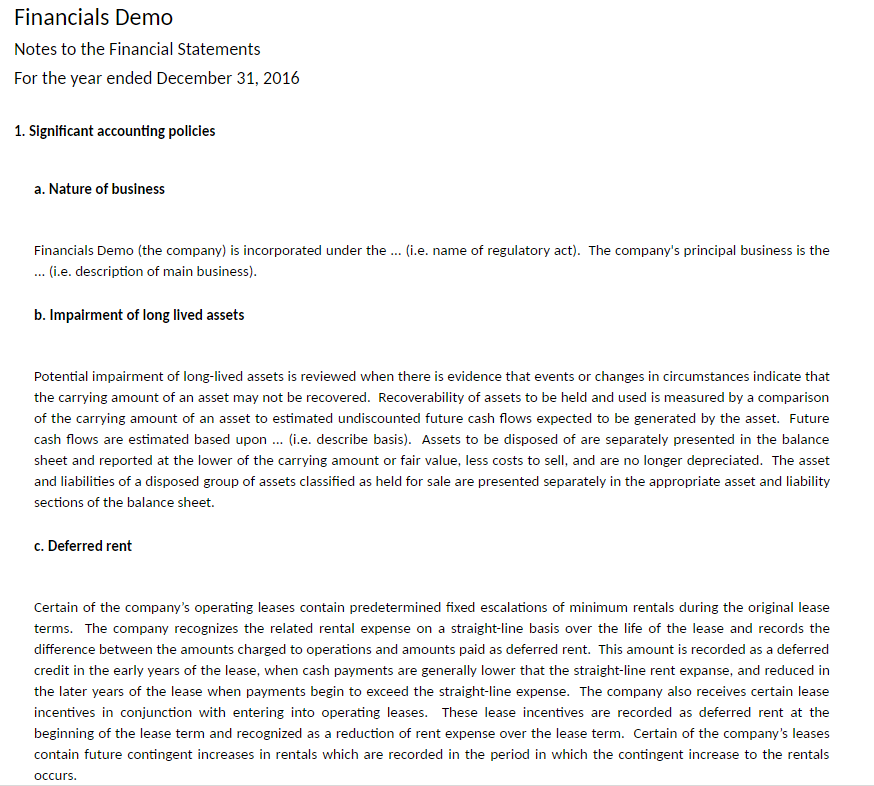 Financials Demo
Notes to the Financial Statements
For the year ended December 31, 2016
1. Significant accounting policies
a. Nature of business
Financials Demo (the company) is incorporated under the ... (i.e. name of regulatory act).  The company's principal business is the
... (i.e. description of main business).
b. Impairment of long lived assets
Potential impairment of long-lived assets is reviewed when there is evidence that events or changes in circumstances indicate that
the carrying amount of an asset may not be recovered.  Recoverability of assets to be held and used is measured by a comparison
of the carrying amount of an asset to estimated undiscounted future cash flows expected to be generated by the asset.  Future
cash flows are estimated based upon ... (i.e. describe basis).  Assets to be disposed of are separately presented in the balance
sheet and reported at the lower of the carrying amount or fair value, less costs to sell, and are no longer depreciated.  The asset
and liabilities of a disposed group of assets classified as held for sale are presented separately in the appropriate asset and liability
sections of the balance sheet.
c. Deferred rent
Certain of the company's operating leases contain predetermined fixed escalations of minimum rentals during the original lease
terms.  The company recognizes the related rental expense on a straight-line basis over the life of the lease and records the
difference between the amounts charged to operations and amounts paid as deferred rent.  This amount is recorded as a deferred
credit in the early years of the lease, when cash payments are generally lower that the straight-line rent expanse, and reduced in
the later years of the lease when payments begin to exceed the straight-line expense.  The company also receives certain lease
incentives in conjunction with entering into operating leases.  These lease incentives are recorded as deferred rent at the
beginning of the lease term and recognized as a reduction of rent expense over the lease term.  Certain of the company's leases
contain future contingent increases in rentals which are recorded in the period in which the contingent increase to the rentals
occurs.